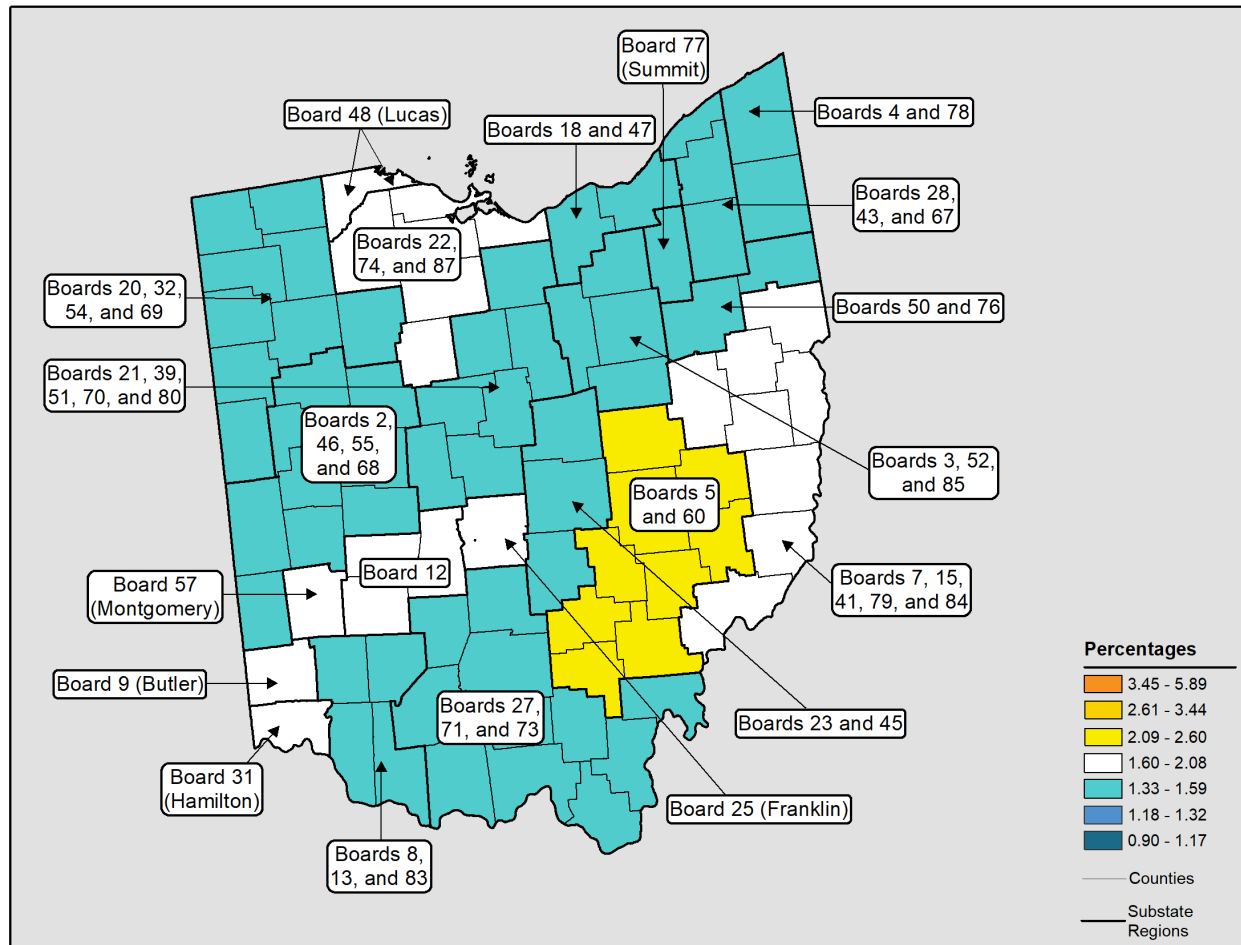 Board 77
(Summit)
Board 48 (Lucas)
Boards 18 and 47
Boards 4 and 78
Boards 28,
43, and 67
Boards 22,
74, and 87
Boards 20, 32,
54, and 69
Boards 50 and 76
Boards 21, 39,
51, 70, and 80
Boards 2,
46, 55,
and 68
Boards 3, 52,
and 85
Boards 5
and 60
Board 12
Board 57
(Montgomery)
Boards 7, 15,
41, 79, and 84
Board 9 (Butler)
Boards 27,
71, and 73
Boards 23 and 45
Board 31
(Hamilton)
Board 25 (Franklin)
Boards 8,
13, and 83
Percentages
3.45 - 5.89
2.61 - 3.44
2.09 - 2.60
1.60 - 2.08
1.33 - 1.59
1.18 - 1.32
0.90 - 1.17
Counties
Substate
Regions